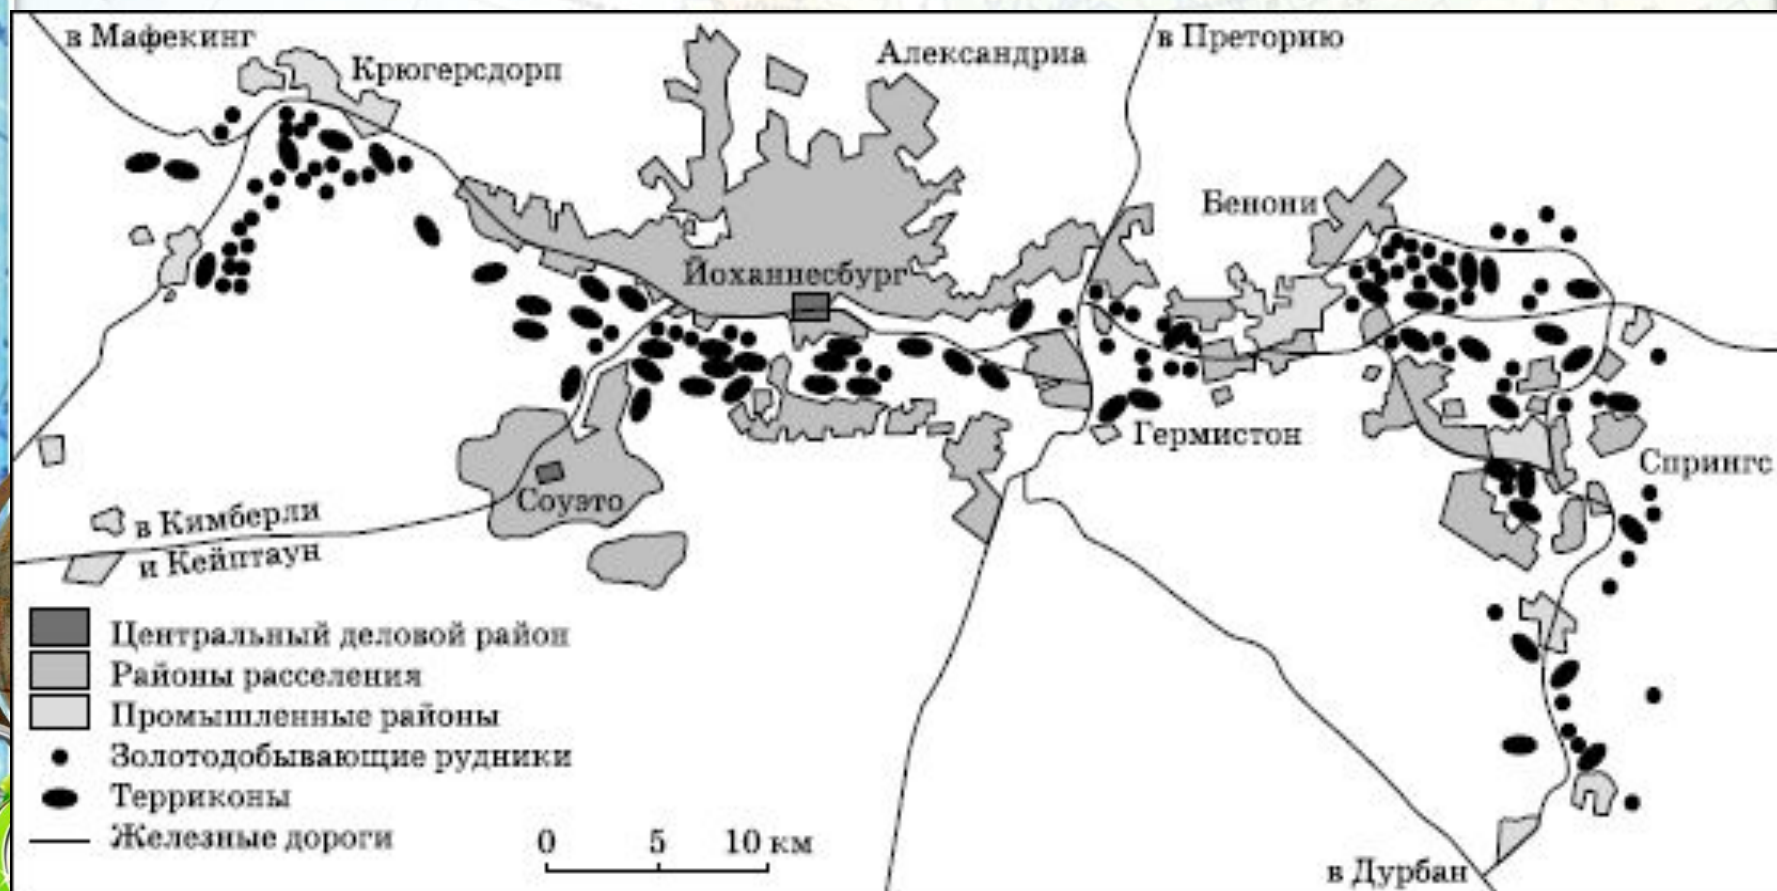 в Мафекинг
Крюгерсдорп
Александриа
в Преторию
Бенони
Йоханнесбург
Гермистон
Спрингс
Соуэто
в Кимберли
и Кейптаун
Центральный деловой район
Районы расселения
Промышленные районы
Золотодобывающие рудники
Терриконы
Железные дороги
0 5 10 км
в Дурбан